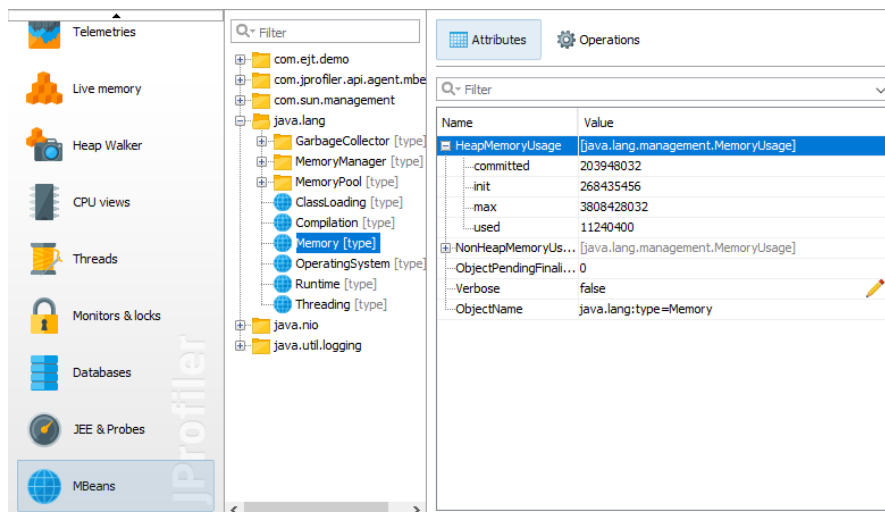 Telemetries
Live memory
Heap Walker
CPU views
Threads
Monitors & locks
Databases
JEE & Probes
MBeans
JProfiler
Filter
com.ejt.demo
com.jprofiler.api.agent.mbe
com.sun.management
java.lang
GarbageCollector [type]
MemoryManager [type]
MemoryPool [type]
ClassLoading [type]
Compilation [type]
Memory [type]
OperatingSystem [type]
Runtime [type]
Threading [type]
java.nio
java.util.logging
Attributes Operations
Filter
Name Value
HeapMemoryUsage [java.lang.management.MemoryUsage]
committed 203948032
init 268435456
max 3808428032
used 11240400
NonHeapMemoryUs... [java.lang.management.MemoryUsage]
ObjectPendingFinali... 0
Verbose false
ObjectName java.lang:type=Memory